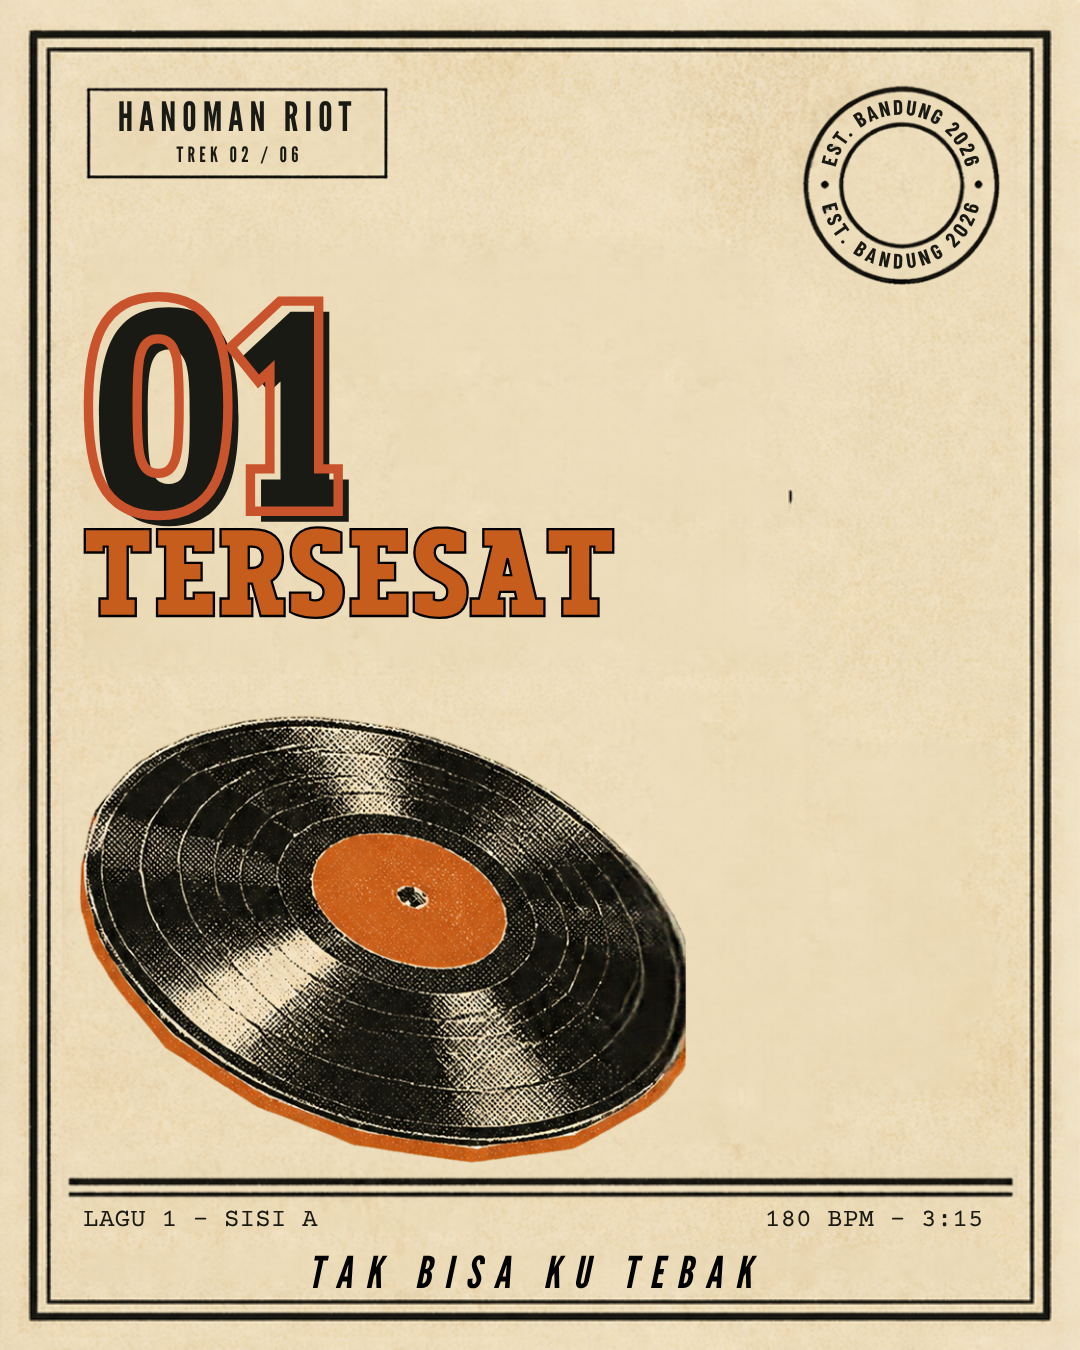 HANOMAN RIOT
TREK 02 / 06
EST. BANDUNG 2026
EST. BANDUNG 2026
01
TERSESAT
LAGU 1 – SISI A
180 BPM – 3:15
TAK BISA KU TEBAK